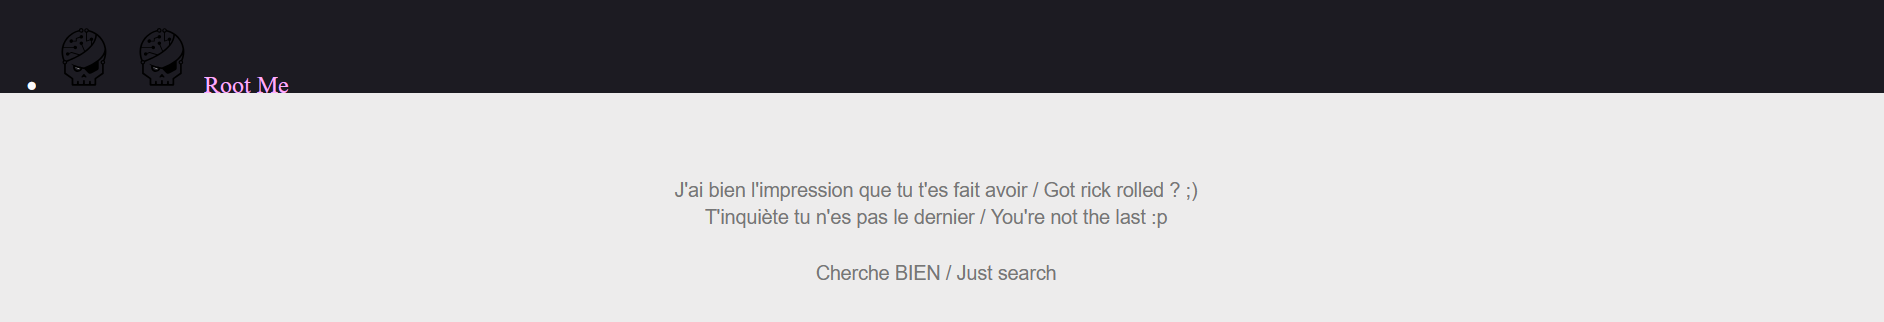 Root Me
J'ai bien l'impression que tu t'es fait avoir / Got rick rolled ? ;)
T'inquiète tu n'es pas le dernier / You're not the last :p
Cherche BIEN / Just search